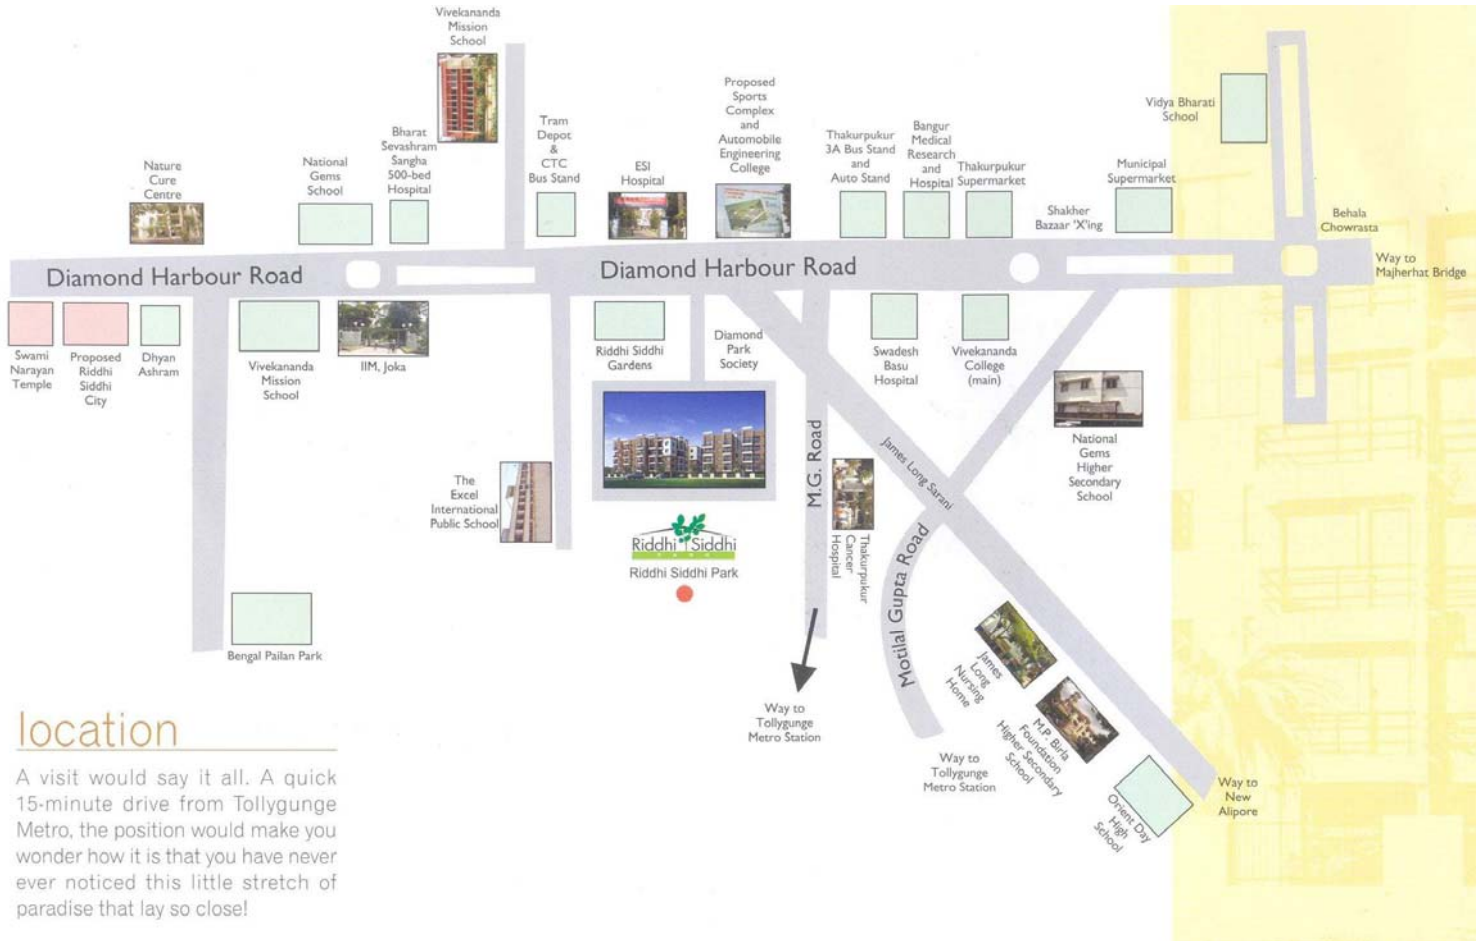 Vivekananda
Mission
School
Nature
Cure
Centre
National
Gems
School
Bharat
Sevashram
Sangha
500-bed
Hospital
Tram
Depot
&
CTC
Bus Stand
ESI
Hospital
Proposed
Sports
Complex
and
Automobile
Engineering
College
Thakurpukur
3A Bus Stand
and
Auto Stand
Bangur
Medical
Research
and
Hospital
Thakurpukur
Supermarket
Shakher
Bazaar 'X'ing
Municipal
Supermarket
Vidya Bharati
School
Behala
Chowrasta
Way to
Majherhat Bridge
Diamond Harbour Road
Diamond Harbour Road
Swami
Narayan
Temple
Proposed
Riddhi
Siddhi
City
Dhyan
Ashram
Vivekananda
Mission
School
IIM, Joka
Riddhi Siddhi
Gardens
Diamond
Park
Society
Swadesh
Basu
Hospital
Vivekananda
College
(main)
National
Gems
Higher
Secondary
School
The
Excel
International
Public School
Riddhi Siddhi
PARK
Riddhi Siddhi Park
M.G. Road
Thakurpukur
Cancer
Hospital
James Long Sarani
Motilal Gupta Road
Bengal Pailan Park
Way to
Tollygunge
Metro Station
Way to
Tollygunge
Metro Station
James
Long
Nursing
Home
M.P. Birla
Foundation
Higher Secondary
School
Orient Day
High
School
Way to
New
Alipore
location
A visit would say it all. A quick
15-minute drive from Tollygunge
Metro, the position would make you
wonder how it is that you have never
ever noticed this little stretch of
paradise that lay so close!